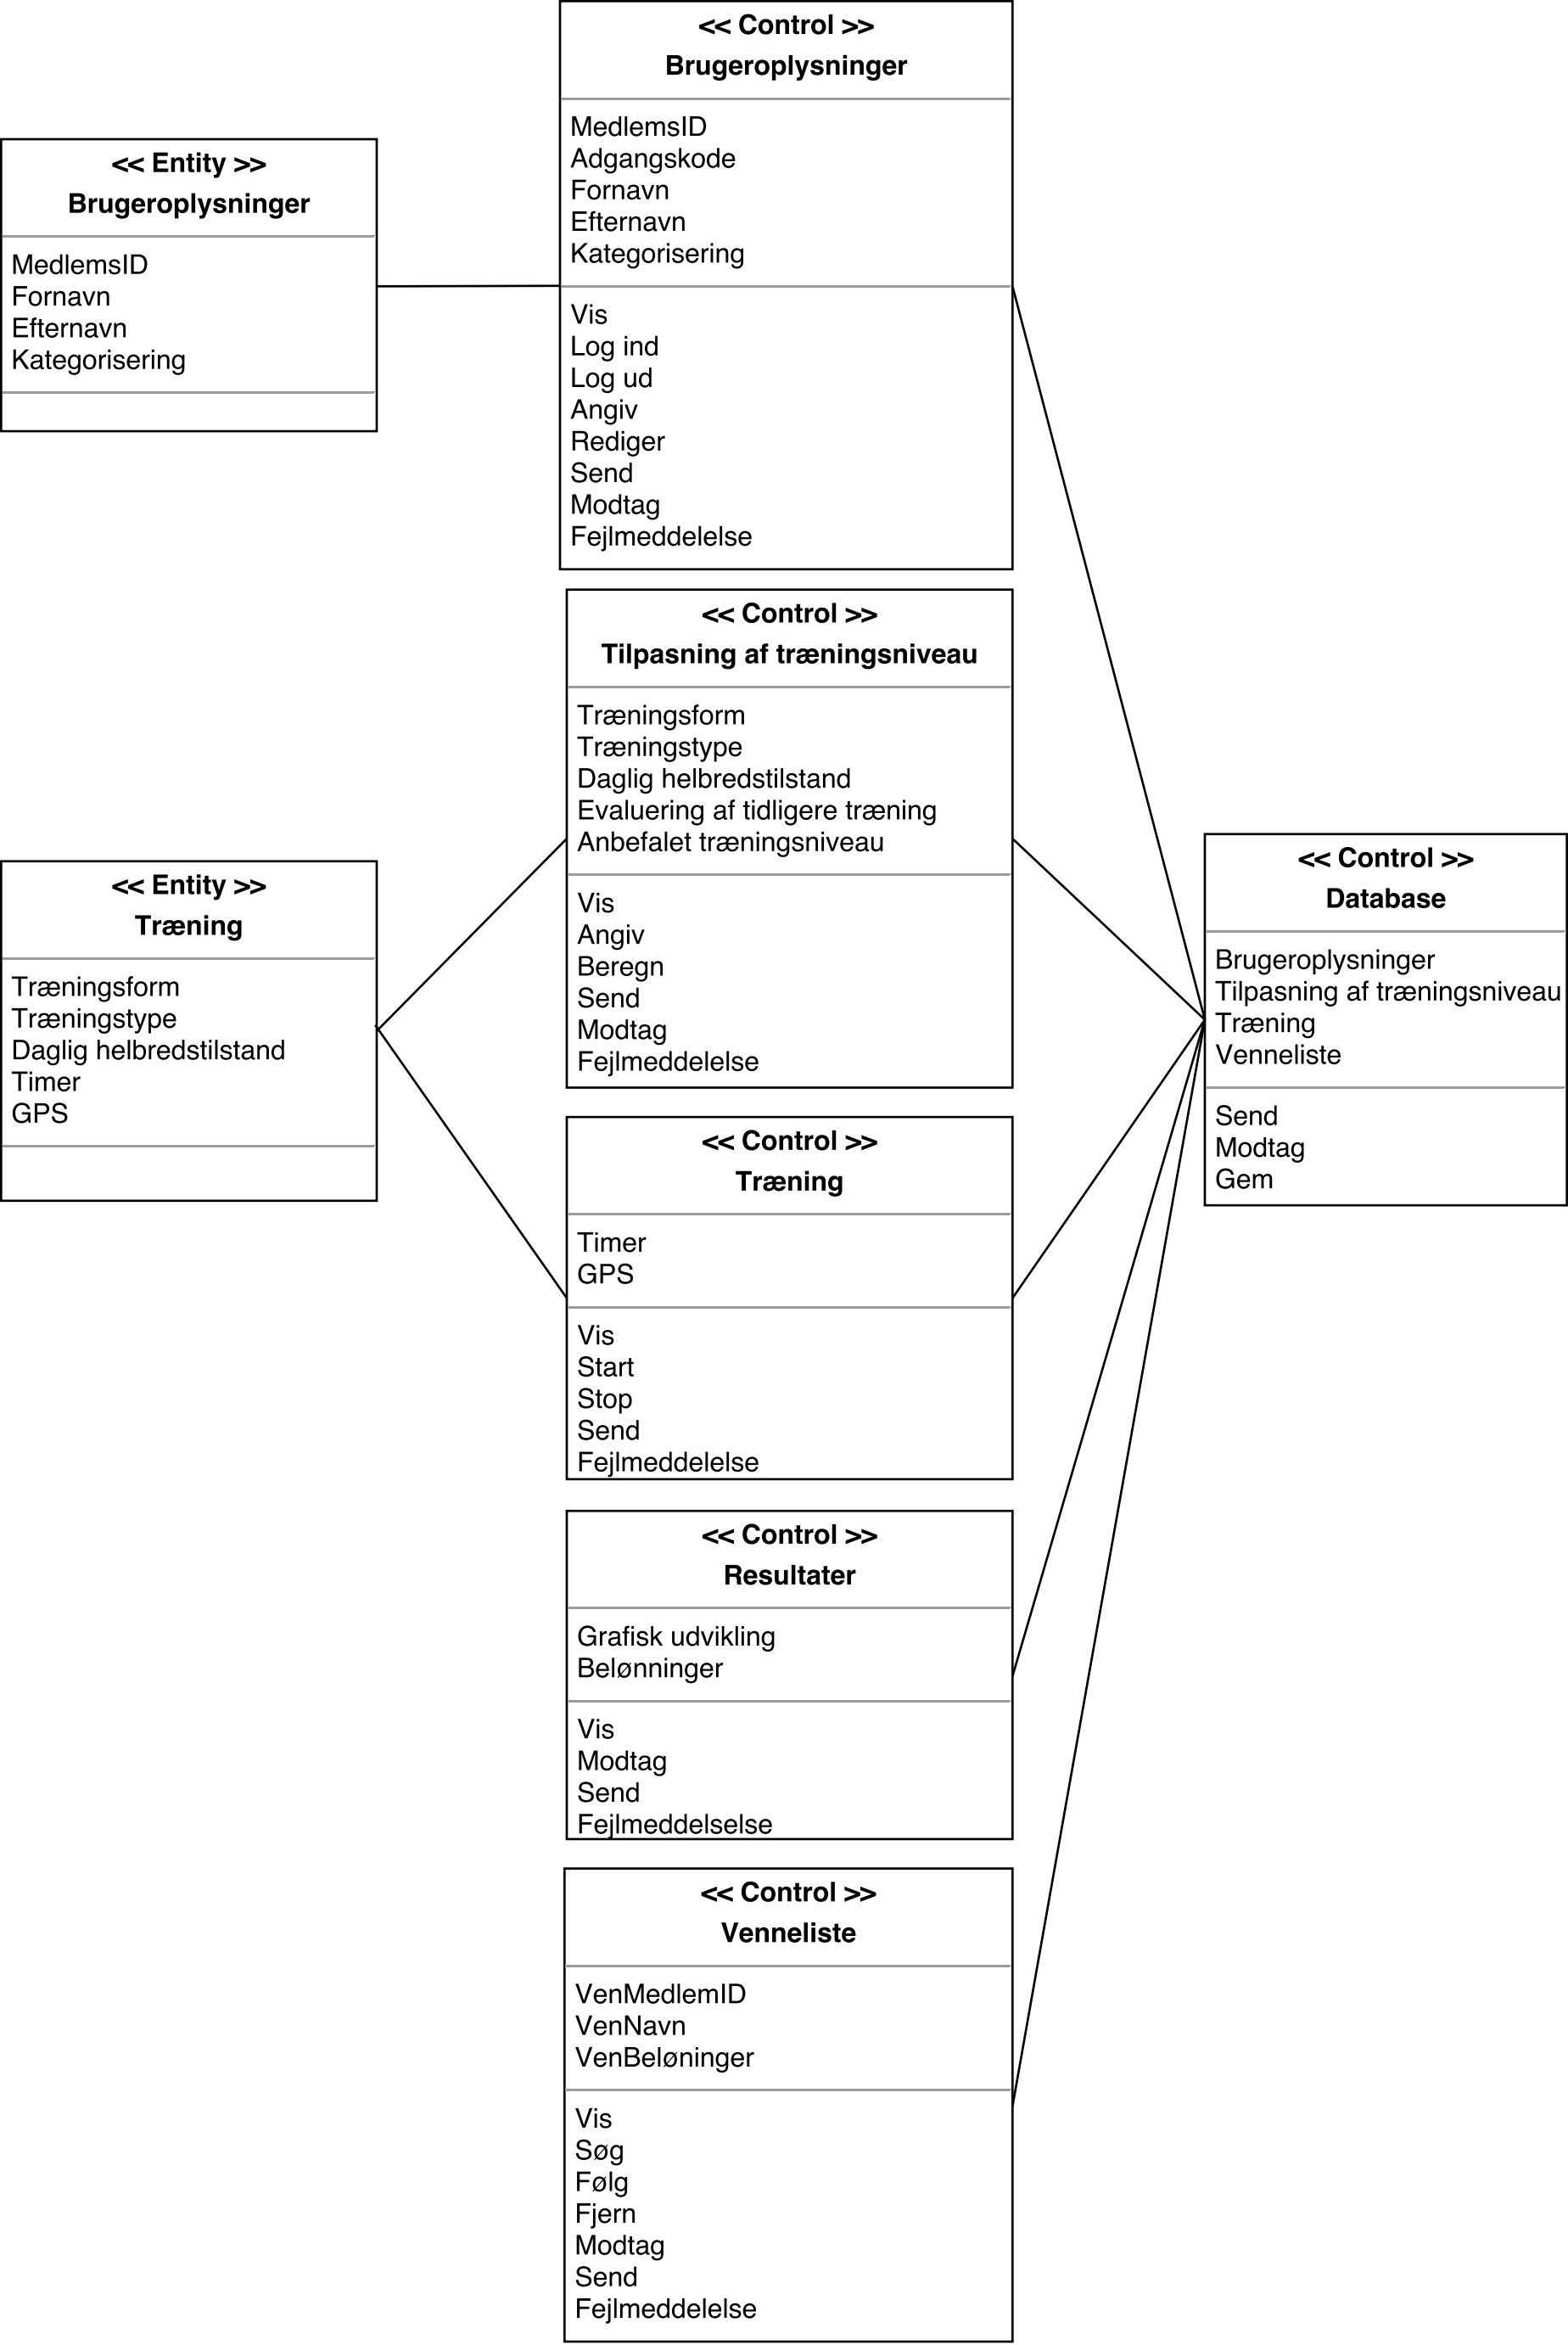 << Control >>
Brugeroplysninger
MedlemsID
Adgangskode
Fornavn
Efternavn
Kategorisering
Vis
Log ind
Log ud
Angiv
Rediger
Send
Modtag
Fejlmeddelelse
<< Entity >>
Brugeroplysninger
MedlemsID
Fornavn
Efternavn
Kategorisering
<< Control >>
Tilpasning af træningsniveau
Træningsform
Træningstype
Daglig helbredstilstand
Evaluering af tidligere træning
Anbefalet træningsniveau
Vis
Angiv
Beregn
Send
Modtag
Fejlmeddelelse
<< Entity >>
Træning
Træningsform
Træningstype
Daglig helbredstilstand
Timer
GPS
<< Control >>
Database
Brugeroplysninger
Tilpasning af træningsniveau
Træning
Venneliste
Send
Modtag
Gem
<< Control >>
Træning
Timer
GPS
Vis
Start
Stop
Send
Fejlmeddelelse
<< Control >>
Resultater
Grafisk udvikling
Belønninger
Vis
Modtag
Send
Fejlmeddelselse
<< Control >>
Venneliste
VenMedlemID
VenNavn
VenBeløninger
Vis
Søg
Følg
Fjern
Modtag
Send
Fejlmeddelelse